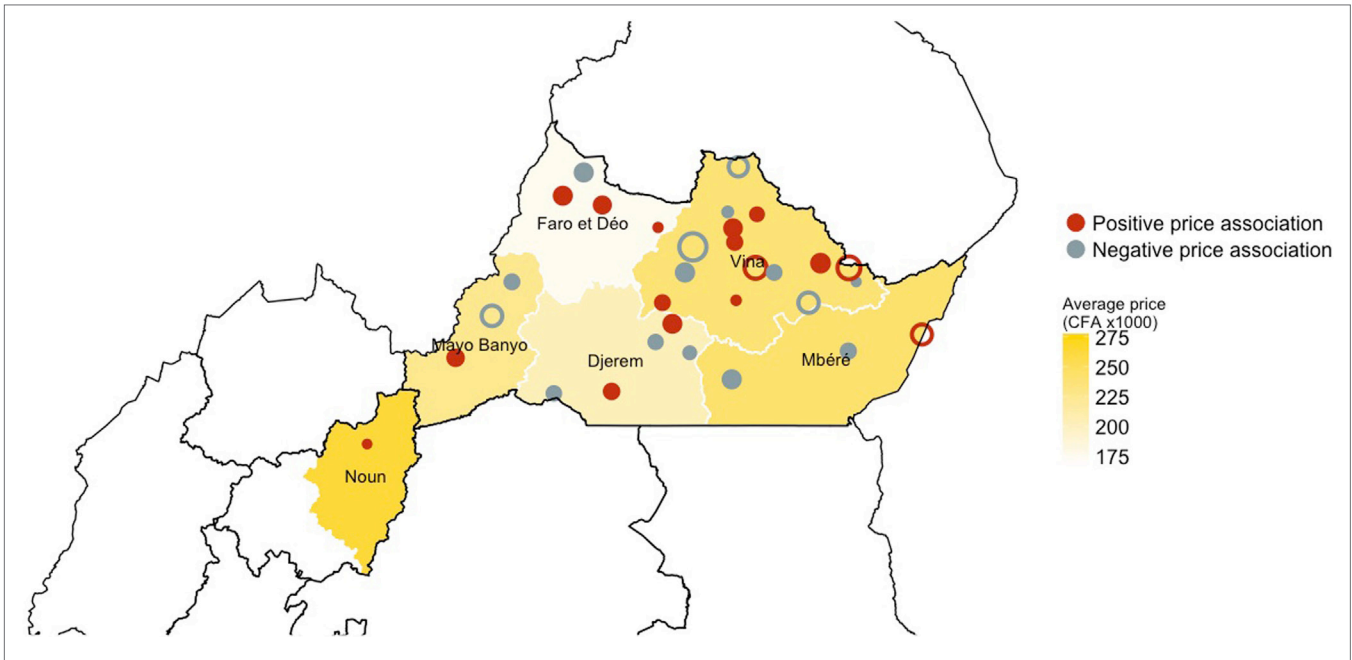 Faro et Déo
Vina
Mayo Banyo
Djerem
Mbéré
Noun
Positive price association
Negative price association
Average price
(CFA x1000)
275
250
225
200
175